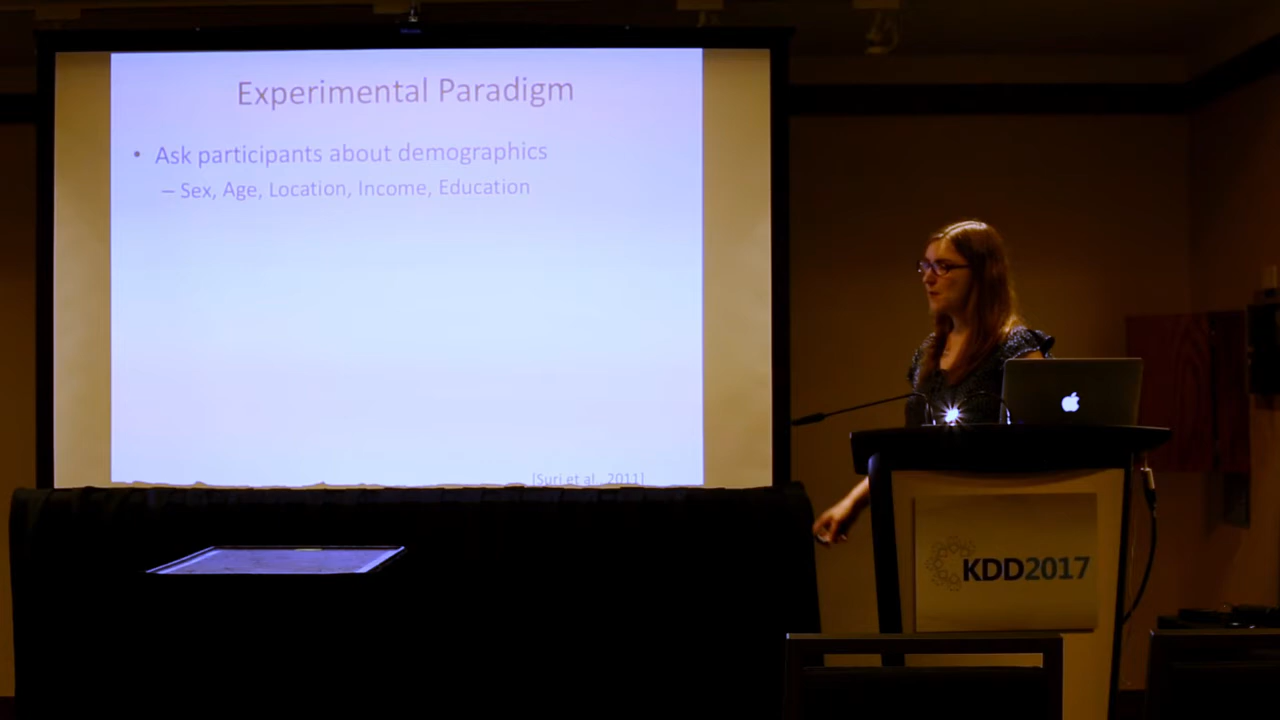 Experimental Paradigm
• Ask participants about demographics
– Sex, Age, Location, Income, Education
[Suri et al., 2011]
KDD2017